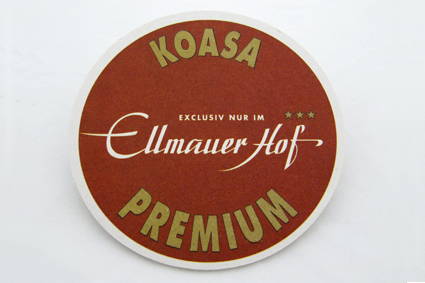 KOASA
EXCLUSIV NUR IM
Ellmauer Hof
PREMIUM